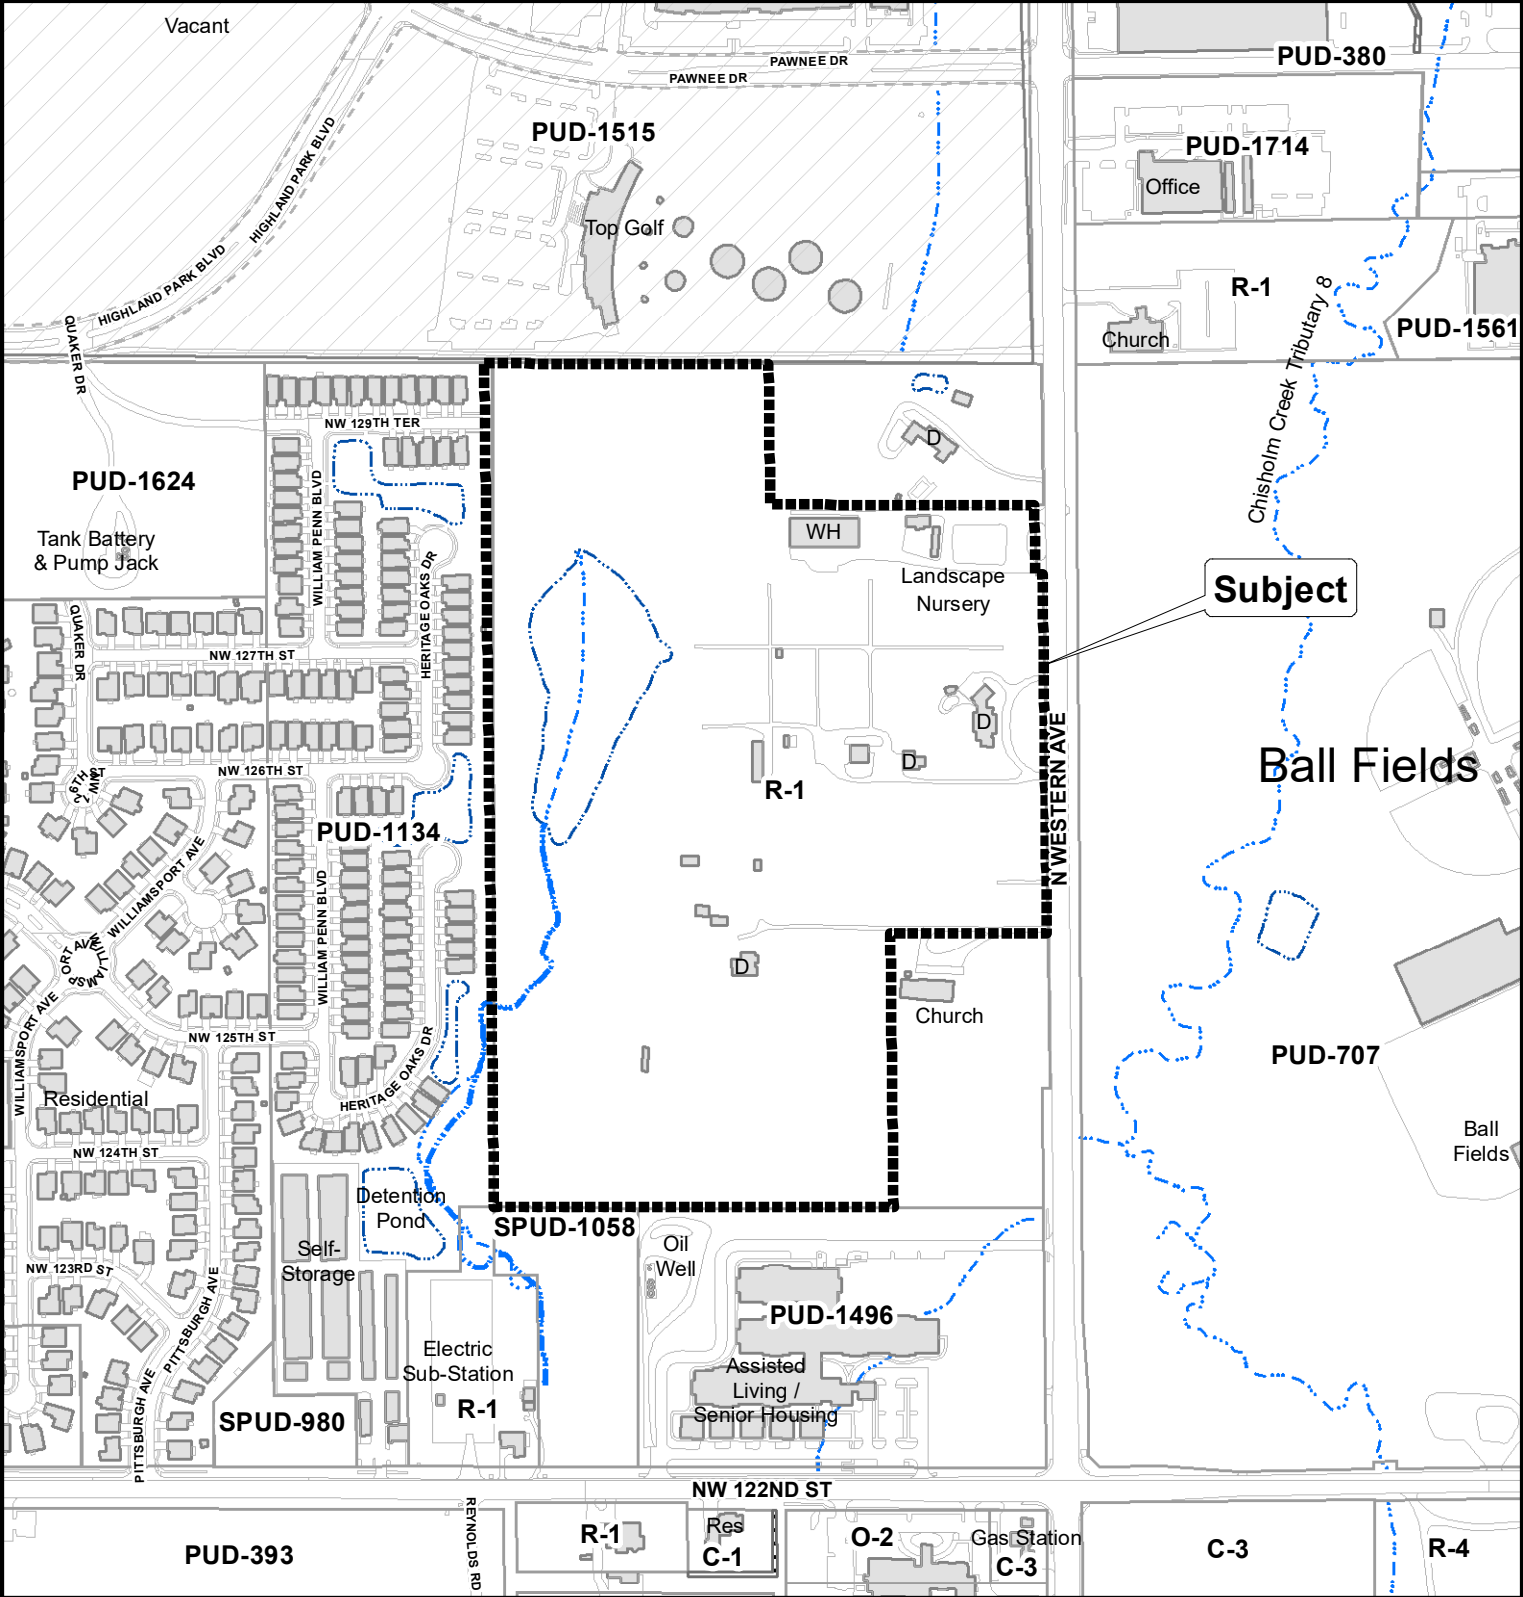 Vacant
PUD-380
PAWNEE DR
PAWNEE DR
PUD-1515
HIGHLAND PARK BLVD
PUD-1714
Office
Top Golf
HIGHLAND PARK BLVD
R-1
Chisholm Creek Tributary 8
PUD-1561
Church
QUAKER DR
NW 129TH TER
D
PUD-1624
WILLIAM PENN BLVD
Tank Battery
& Pump Jack
WH
Landscape
Nursery
Subject
HERITAGE OAKS DR
QUAKER DR
NW 127TH ST
D
D
N WESTERN AVE
Ball Fields
NW 126TH ST
NW 126TH ST
R-1
PUD-1134
WILLIAMSPORT AVE
WILLIAM PENN BLVD
WILLIAMSPORT AVE
D
Church
WILLIAMSPORT AVE
NW 125TH ST
HERITAGE OAKS DR
PUD-707
Residential
Ball
Fields
NW 124TH ST
Detention
Pond
SPUD-1058
Self-
Storage
Oil
Well
NW 123RD ST
PITTSBURGH AVE
PUD-1496
Electric
Sub-Station
Assisted
Living /
Senior Housing
R-1
SPUD-980
PITTSBURGH AVE
NW 122ND ST
REYNOLDS RD
PUD-393
R-1
Res
C-1
O-2
Gas Station
C-3
C-3
R-4